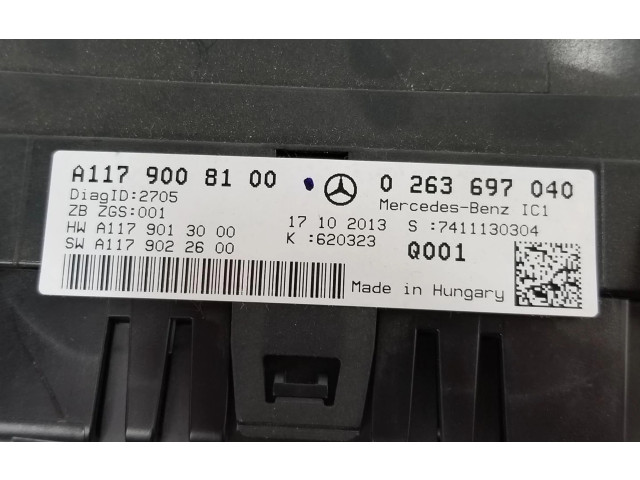 A117 900 81 00
0 263 697 040
DiagID:2705
Mercedes-Benz IC1
ZB ZGS:001
17 10 2013
S :7411130304
HW A117 901 30 00
K :620323
Q001
SW A117 902 26 00
Made in Hungary